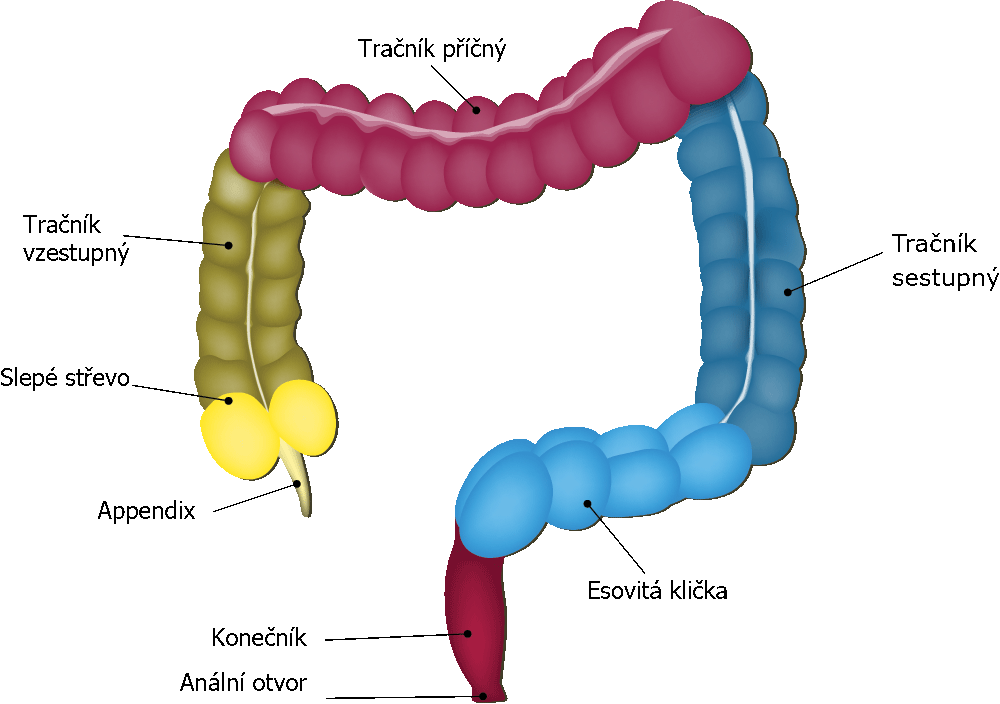 Tračník příčný
Tračník
vzestupný
Tračník
sestupný
Slepé střevo
Appendix
Esovitá klička
Konečník
Anální otvor